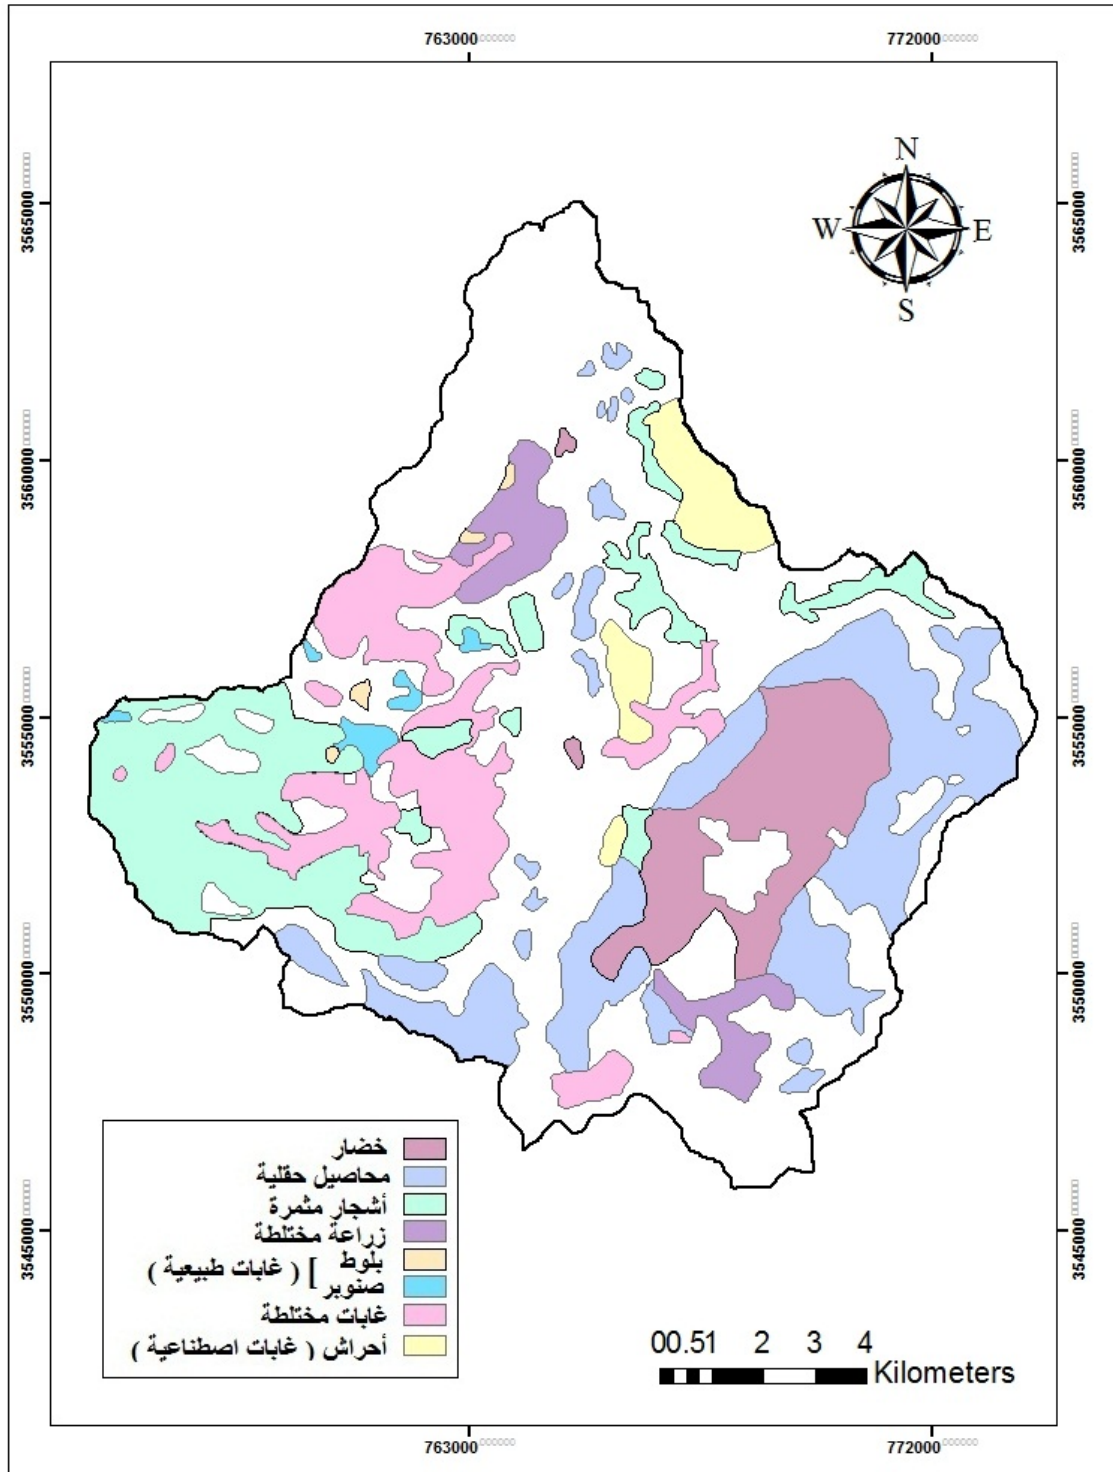 763000 772000
N
W E
S
3565000 3565000
3560000 3560000
3555000 3555000
3550000 3550000
3545000 3545000
خضار
محاصيل حقلية
أشجار مثمرة
زراعة مختلطة
بلوط
[ ( غابات طبيعية )
صنوبر
غابات مختلطة
أحراش ( غابات اصطناعية )
00.51 2 3 4
Kilometers
763000 772000